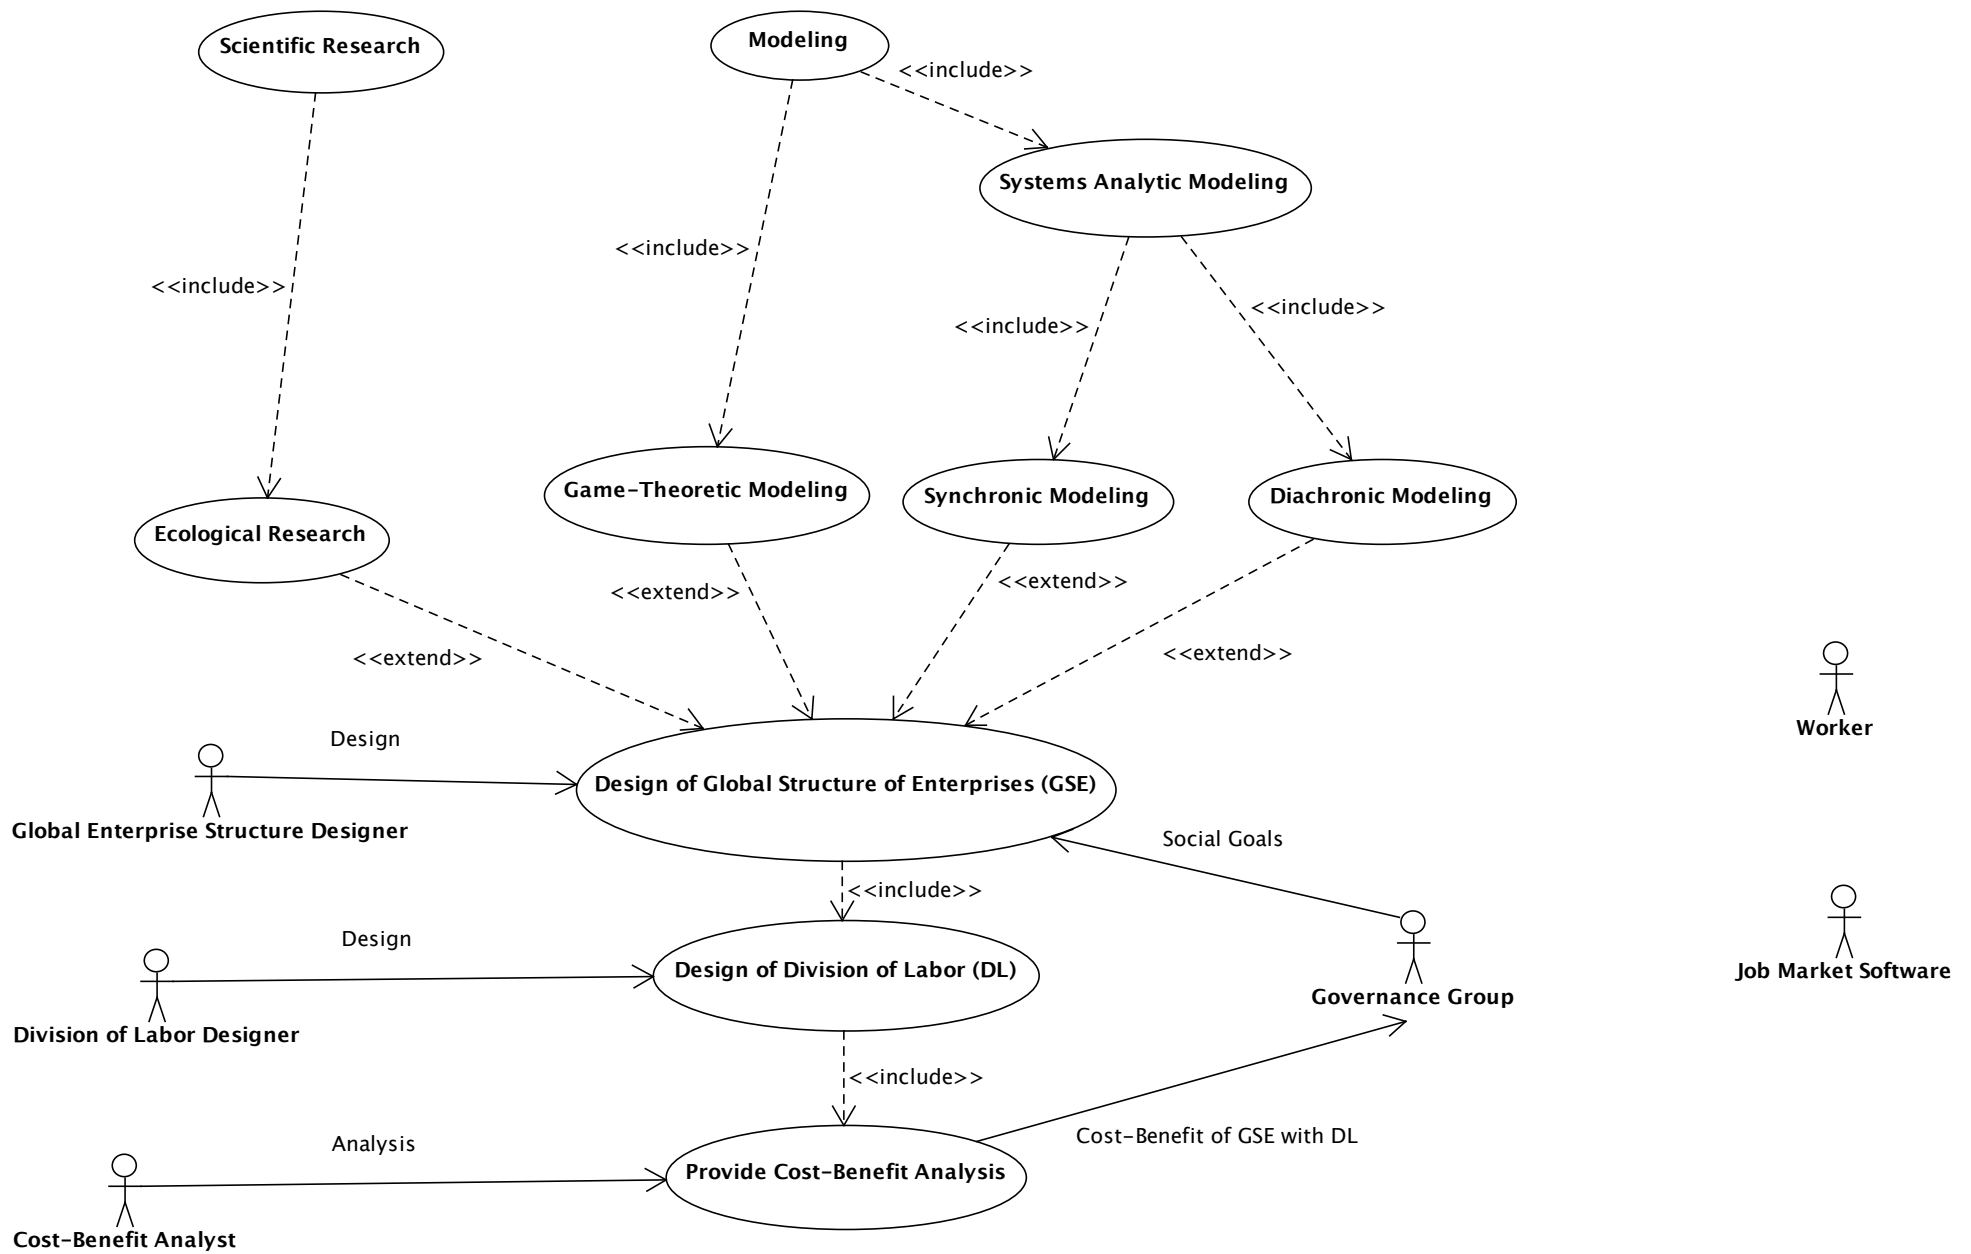 Scientific Research
Modeling
<<include>>
Systems Analytic Modeling
<<include>>
<<include>>
<<include>>
<<include>>
Game-Theoretic Modeling
Synchronic Modeling
Diachronic Modeling
Ecological Research
<<extend>>
<<extend>>
<<extend>>
<<extend>>
Worker
Design
Design of Global Structure of Enterprises (GSE)
Global Enterprise Structure Designer
Social Goals
<<include>>
Design
Design of Division of Labor (DL)
Job Market Software
Governance Group
Division of Labor Designer
<<include>>
Cost-Benefit of GSE with DL
Analysis
Provide Cost-Benefit Analysis
Cost-Benefit Analyst